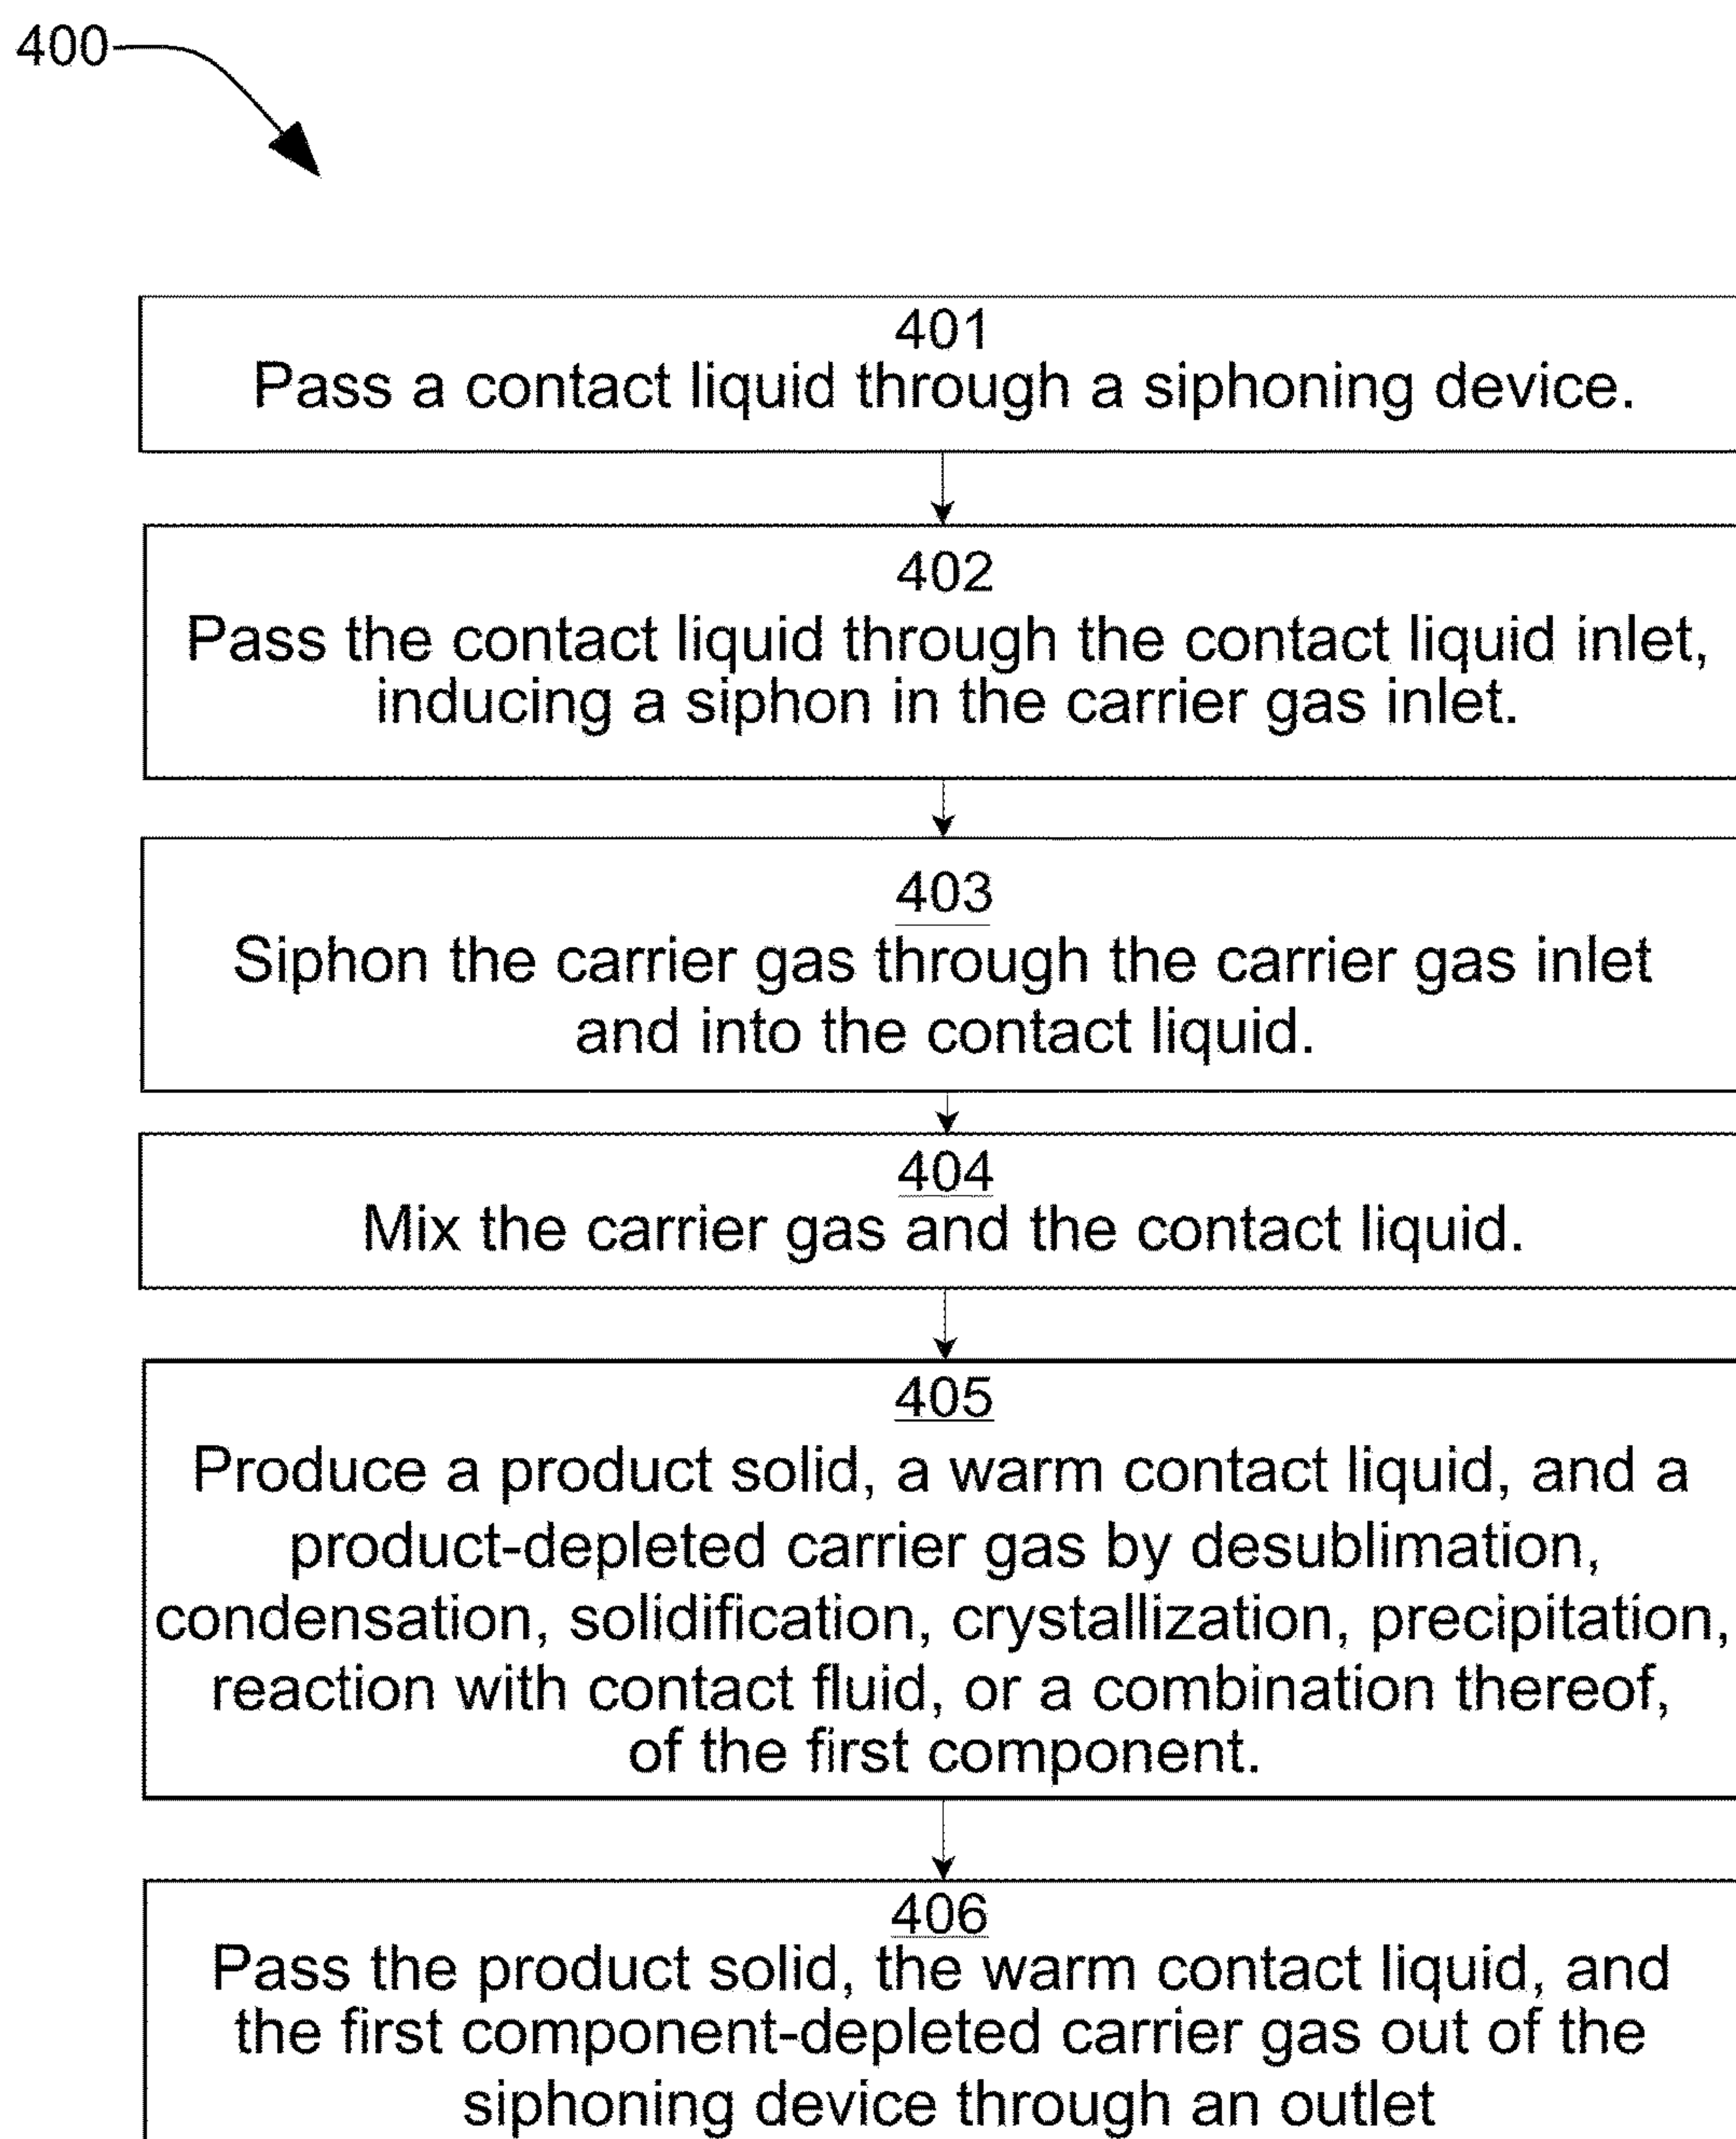 400
401
Pass a contact liquid through a siphoning device.
402
Pass the contact liquid through the contact liquid inlet,
inducing a siphon in the carrier gas inlet.
403
Siphon the carrier gas through the carrier gas inlet
and into the contact liquid.
404
Mix the carrier gas and the contact liquid.
405
Produce a product solid, a warm contact liquid, and a
product-depleted carrier gas by desublimation,
condensation, solidification, crystallization, precipitation,
reaction with contact fluid, or a combination thereof,
of the first component.
406
Pass the product solid, the warm contact liquid, and
the first component-depleted carrier gas out of the
siphoning device through an outlet